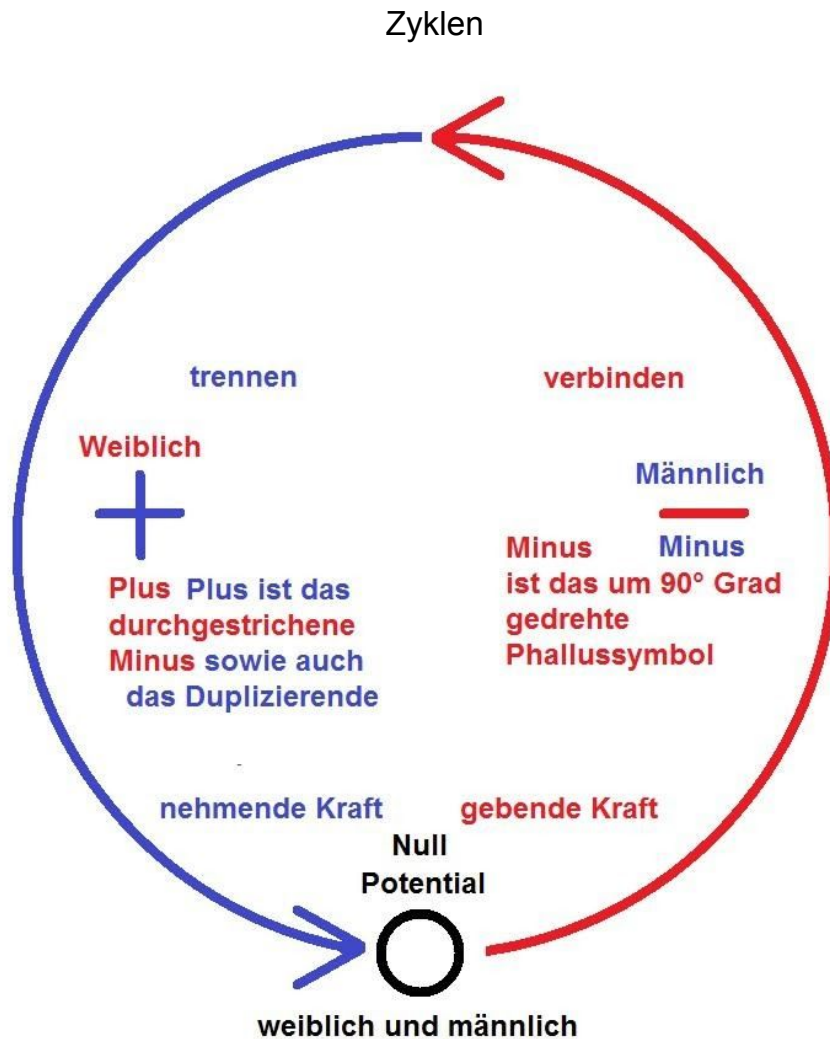 Zyklen
trennen
verbinden
Weiblich
Männlich
Plus Plus ist das
durchgestrichene
Minus sowie auch
das Duplizierende
Minus Minus
ist das um 90° Grad
gedrehte
Phallussymbol
nehmende Kraft
gebende Kraft
Null
Potential
weiblich und männlich